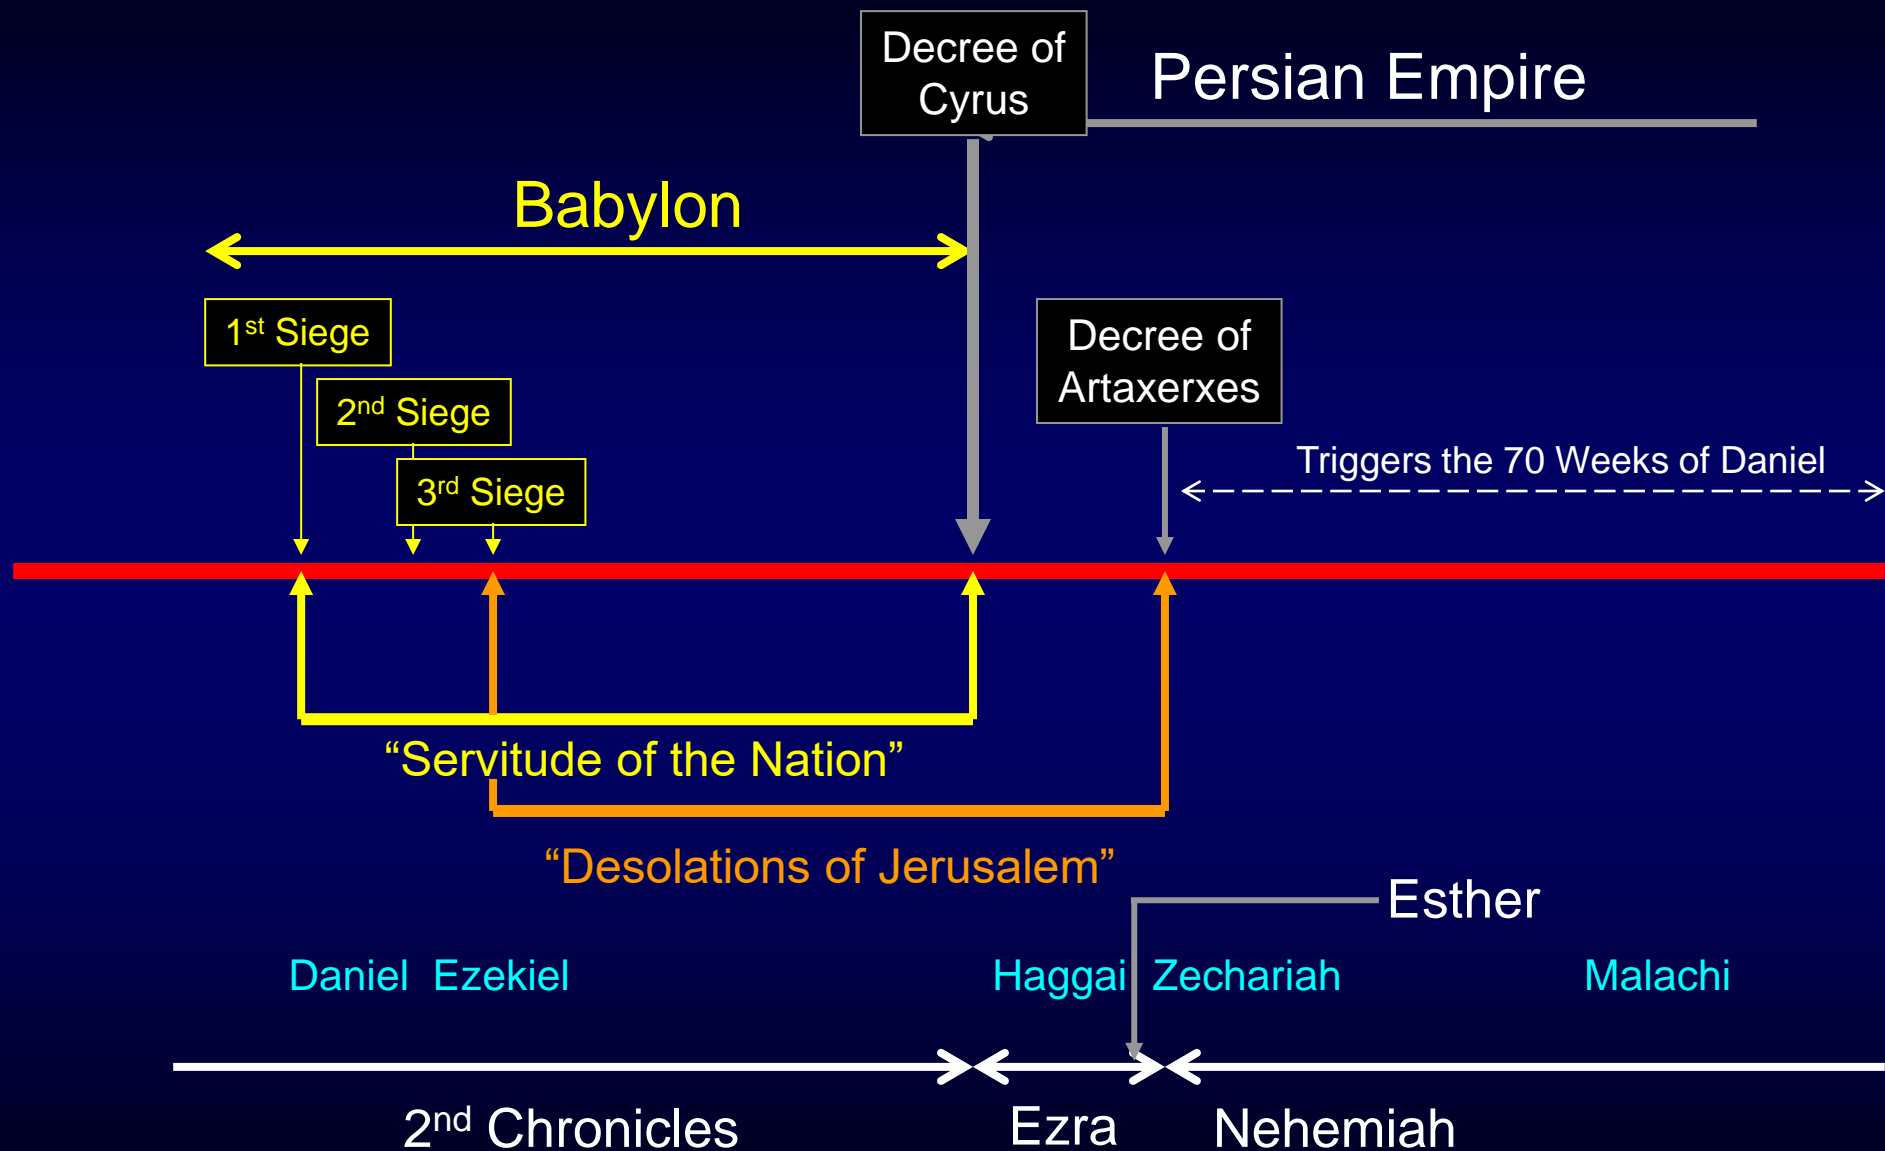 Decree of
Cyrus
Persian Empire
Babylon
1st Siege
2nd Siege
3rd Siege
Decree of
Artaxerxes
Triggers the 70 Weeks of Daniel
“Servitude of the Nation”
“Desolations of Jerusalem”
Esther
Daniel Ezekiel
Haggai Zechariah
Malachi
2nd Chronicles
Ezra
Nehemiah